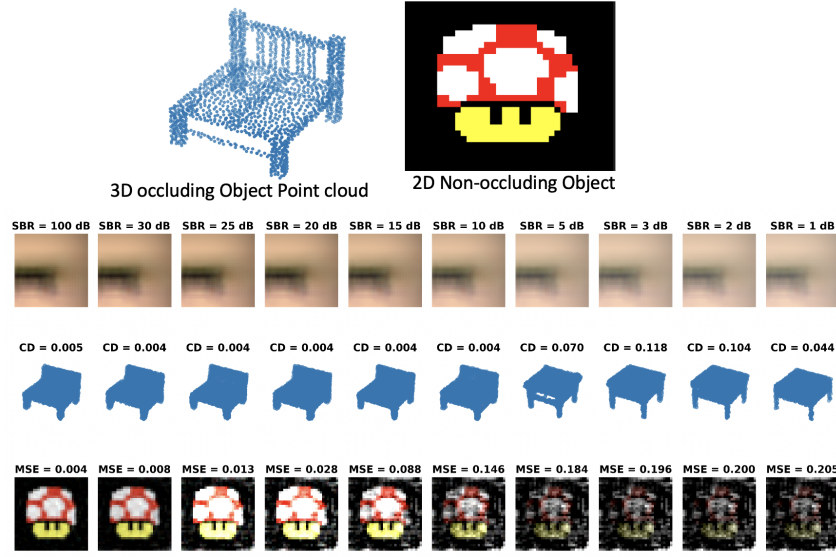 3D occluding Object Point cloud
2D Non-occluding Object
SBR = 100 dB SBR = 30 dB SBR = 25 dB SBR = 20 dB SBR = 15 dB SBR = 10 dB SBR = 5 dB SBR = 3 dB SBR = 2 dB SBR = 1 dB
CD = 0.005 CD = 0.004 CD = 0.004 CD = 0.004 CD = 0.004 CD = 0.004 CD = 0.070 CD = 0.118 CD = 0.104 CD = 0.044
MSE = 0.004 MSE = 0.008 MSE = 0.013 MSE = 0.028 MSE = 0.088 MSE = 0.146 MSE = 0.184 MSE = 0.196 MSE = 0.200 MSE = 0.205